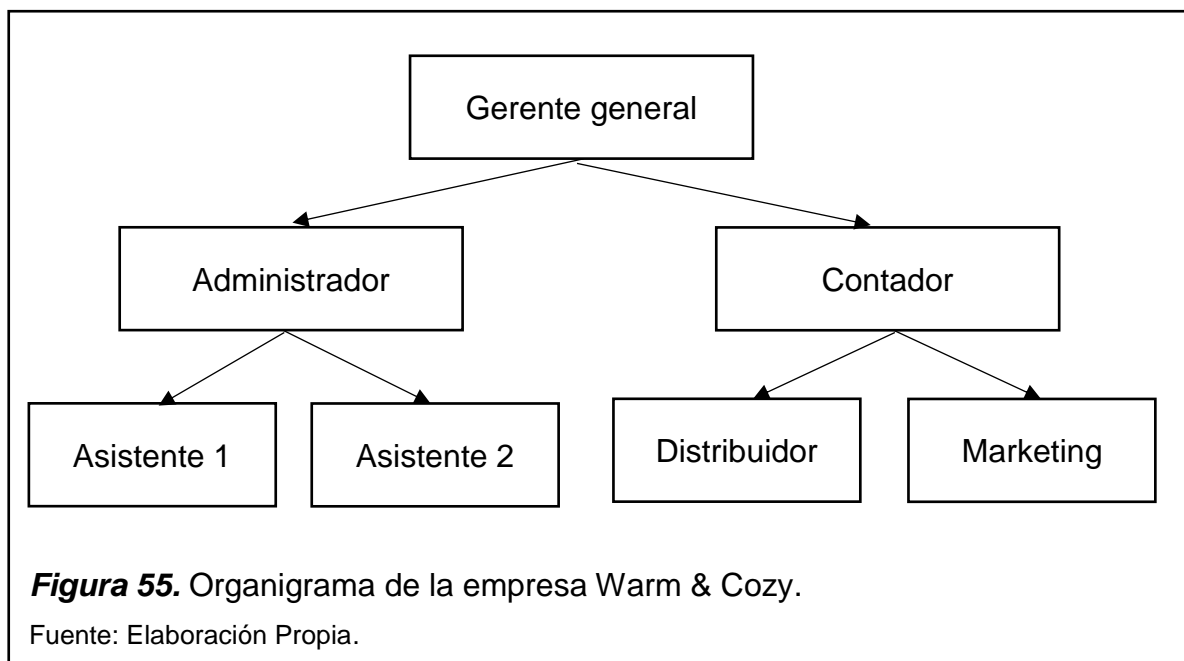 Gerente general
Administrador
Contador
Asistente 1
Asistente 2
Distribuidor
Marketing
Figura 55. Organigrama de la empresa Warm & Cozy.
Fuente: Elaboración Propia.